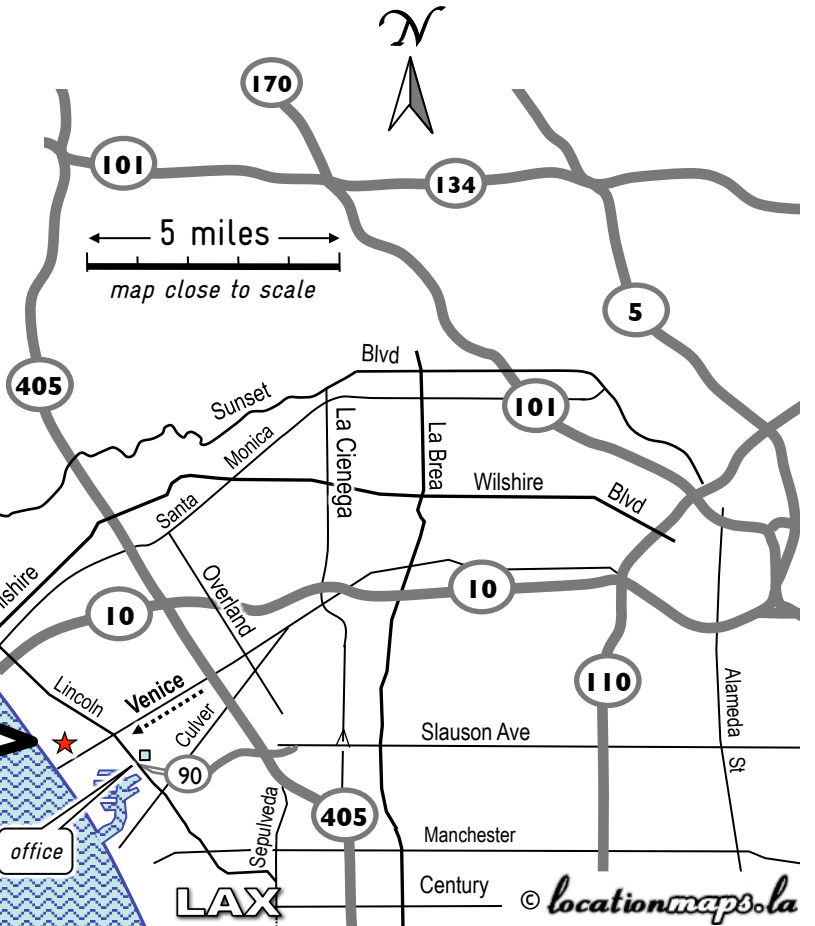 N
170
101
134
5 miles
map close to scale
5
Blvd
405
Sunset
101
La Cienega
La Brea
Monica
Wilshire
Blvd
Santa
Overland
10
10
Lincoln
Venice
110
Alameda
St
Culver
Slauson Ave
90
Sepulveda
405
office
Manchester
Century
LAX
© locationmaps.la